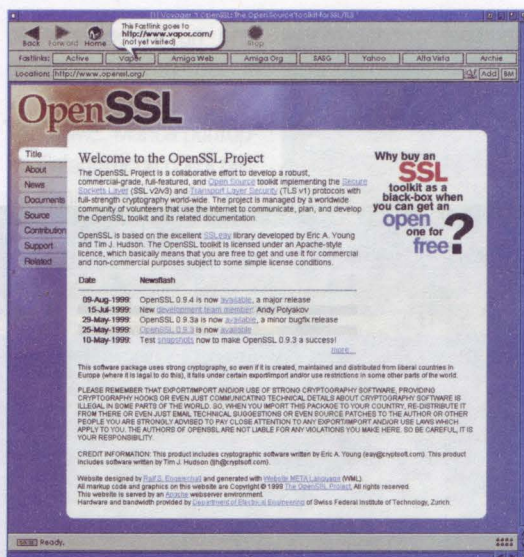 [1] Voyager: OpenSSL: the Open Source toolkit for SSL/TLS
This Fastlink goes to
http://www.vapor.com/
(not yet visited)
Back Forward Home Stop
Fastlinks: Active Vapor Amiga Web Amiga Org SASG Yahoo Alta Vista Archie
Location: http://www.openssl.org/ Add BM
OpenSSL
Title
About
News
Documents
Source
Contribution
Support
Related
Welcome to the OpenSSL Project
The OpenSSL Project is a collaborative effort to develop a robust,
commercial-grade, full-featured, and Open Source toolkit implementing the Secure
Sockets Layer (SSL v2/v3) and Transport Layer Security (TLS v1) protocols with
full-strength cryptography world-wide. The project is managed by a worldwide
community of volunteers that use the Internet to communicate, plan, and develop
the OpenSSL toolkit and its related documentation.
OpenSSL is based on the excellent SSLeay library developed by Eric A. Young
and Tim J. Hudson. The OpenSSL toolkit is licensed under an Apache-style
licence, which basically means that you are free to get and use it for commercial
and non-commercial purposes subject to some simple license conditions.
Why buy an
SSL
toolkit as a
black-box when
you can get an
open
one for
free?
Date Newsflash
09-Aug-1999: OpenSSL 0.9.4 is now available, a major release
15-Jul-1999: New development team member: Andy Polyakov
29-May-1999: OpenSSL 0.9.3a is now available, a minor bugfix release
25-May-1999: OpenSSL 0.9.3 is now available
10-May-1999: Test snapshots now to make OpenSSL 0.9.3 a success!
more...
This software package uses strong cryptography, so even if it is created, maintained and distributed from liberal countries in
Europe (where it is legal to do this), it falls under certain export/import and/or use restrictions in some other parts of the world.
PLEASE REMEMBER THAT EXPORT/IMPORT AND/OR USE OF STRONG CRYPTOGRAPHY SOFTWARE, PROVIDING
CRYPTOGRAPHY HOOKS OR EVEN JUST COMMUNICATING TECHNICAL DETAILS ABOUT CRYPTOGRAPHY SOFTWARE IS
ILLEGAL IN SOME PARTS OF THE WORLD. SO, WHEN YOU IMPORT THIS PACKAGE TO YOUR COUNTRY, RE-DISTRIBUTE IT
FROM THERE OR EVEN JUST EMAIL TECHNICAL SUGGESTIONS OR EVEN SOURCE PATCHES TO THE AUTHOR OR OTHER
PEOPLE YOU ARE STRONGLY ADVISED TO PAY CLOSE ATTENTION TO ANY EXPORT/IMPORT AND/OR USE LAWS WHICH
APPLY TO YOU. THE AUTHORS OF OPENSSL ARE NOT LIABLE FOR ANY VIOLATIONS YOU MAKE HERE. SO BE CAREFUL, IT IS
YOUR RESPONSIBILITY.
CREDIT INFORMATION: This product includes cryptographic software written by Eric A. Young (eay@cryptsoft.com). This product
includes software written by Tim J. Hudson (tjh@cryptsoft.com).
Website designed by Ralf S. Engelschall and generated with Website META Language (WML).
All markup code and graphics on this website are Copyright © 1999 The OpenSSL Project, All rights reserved.
This website is served by an Apache webserver environment.
Hardware and bandwidth provided by Department of Electrical Engineering of Swiss Federal Institute of Technology, Zurich.
Ready.